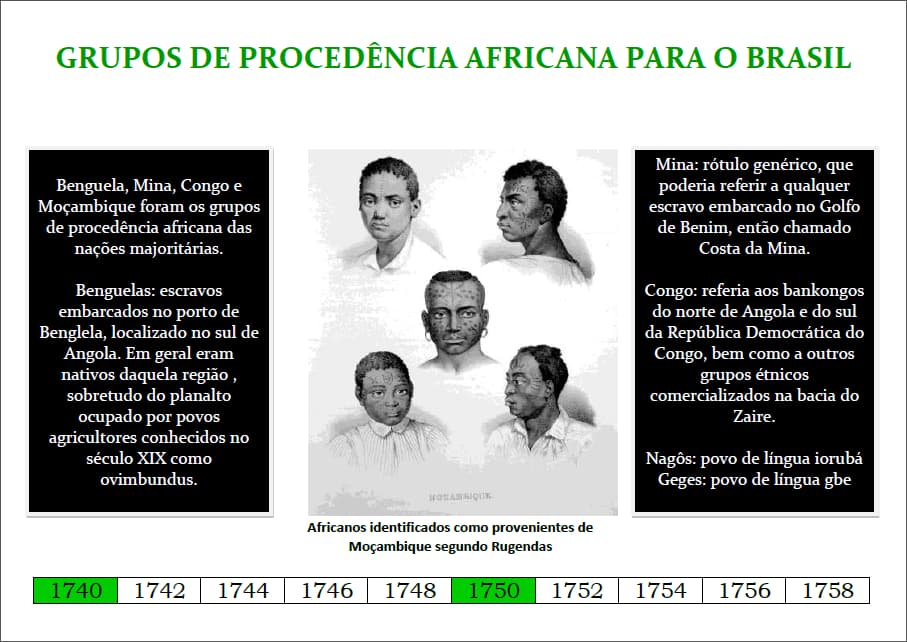 GRUPOS DE PROCEDÊNCIA AFRICANA PARA O BRASIL
Benguela, Mina, Congo e
Moçambique foram os grupos
de procedência africana das
nações majoritárias.
Benguelas: escravos
embarcados no porto de
Benglela, localizado no sul de
Angola. Em geral eram
nativos daquela região ,
sobretudo do planalto
ocupado por povos
agricultores conhecidos no
século XIX como
ovimbundus.
MOZAMBIQUE.
Africanos identificados como provenientes de
Moçambique segundo Rugendas
Mina: rótulo genérico, que
poderia referir a qualquer
escravo embarcado no Golfo
de Benim, então chamado
Costa da Mina.
Congo: referia aos bankongos
do norte de Angola e do sul
da República Democrática do
Congo, bem como a outros
grupos étnicos
comercializados na bacia do
Zaire.
Nagôs: povo de língua iorubá
Geges: povo de língua gbe
1740 1742 1744 1746 1748 1750 1752 1754 1756 1758